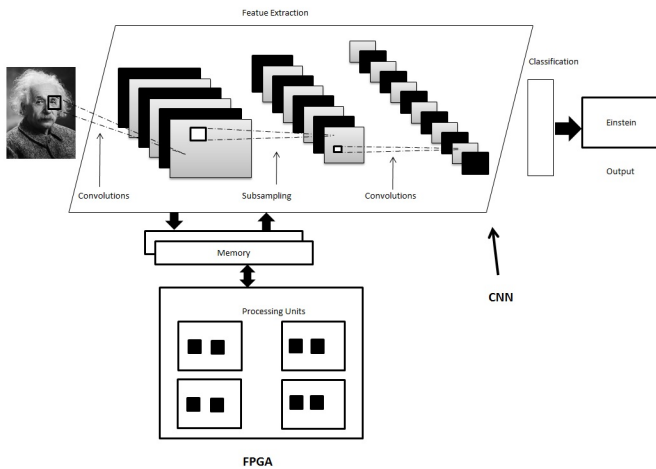 Featue Extraction
Classification
Einstein
Output
Convolutions
Subsampling
Convolutions
Memory
CNN
Processing Units
FPGA